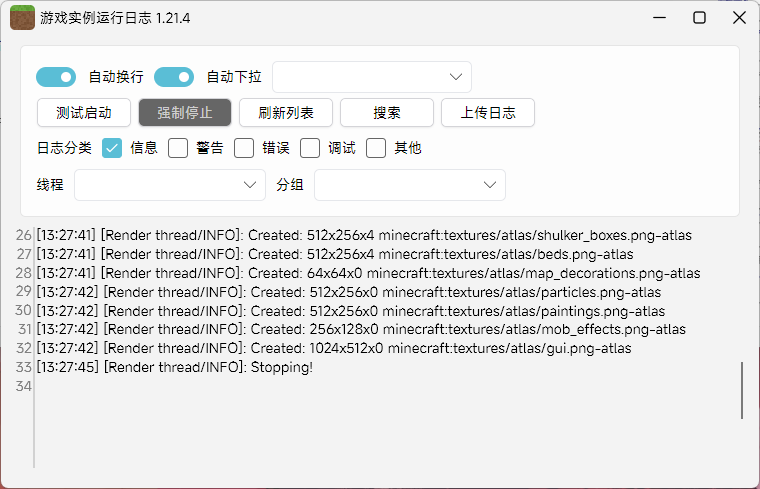 游戏实例运行日志 1.21.4
自动换行 自动下拉
测试启动 强制停止 刷新列表 搜索 上传日志
日志分类 信息 警告 错误 调试 其他
线程 分组
26 [13:27:41] [Render thread/INFO]: Created: 512x256x4 minecraft:textures/atlas/shulker_boxes.png-atlas
27 [13:27:41] [Render thread/INFO]: Created: 512x256x4 minecraft:textures/atlas/beds.png-atlas
28 [13:27:41] [Render thread/INFO]: Created: 64x64x0 minecraft:textures/atlas/map_decorations.png-atlas
29 [13:27:42] [Render thread/INFO]: Created: 512x256x0 minecraft:textures/atlas/particles.png-atlas
30 [13:27:42] [Render thread/INFO]: Created: 512x256x0 minecraft:textures/atlas/paintings.png-atlas
31 [13:27:42] [Render thread/INFO]: Created: 256x128x0 minecraft:textures/atlas/mob_effects.png-atlas
32 [13:27:42] [Render thread/INFO]: Created: 1024x512x0 minecraft:textures/atlas/gui.png-atlas
33 [13:27:45] [Render thread/INFO]: Stopping!
34